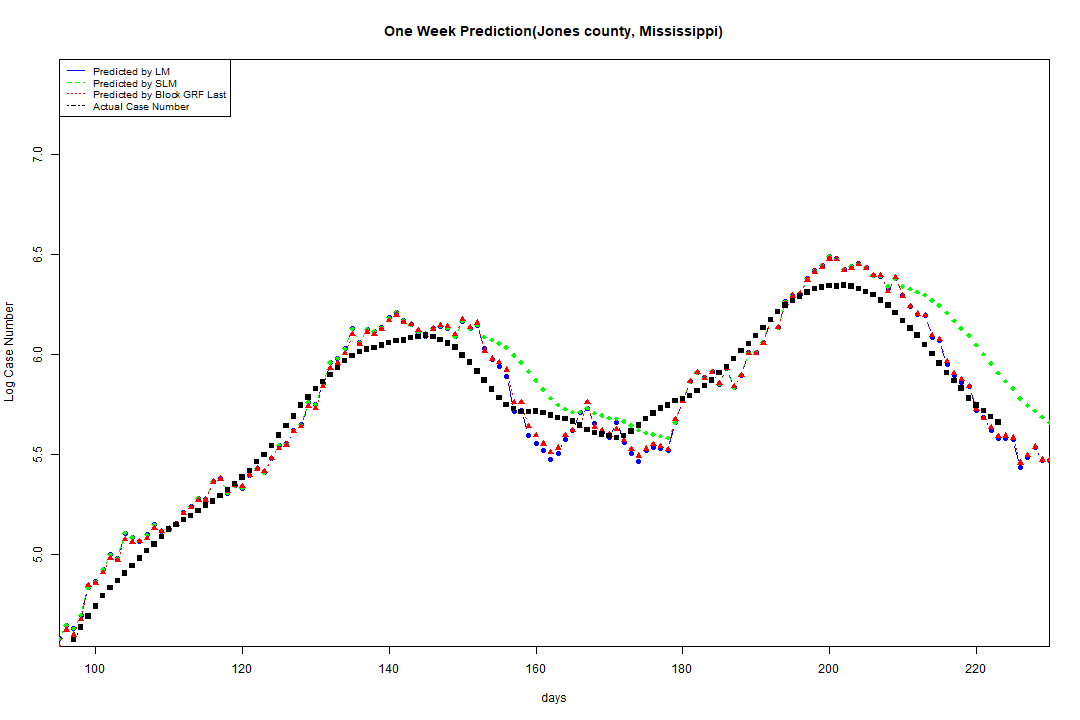 One Week Prediction(Jones county, Mississippi)
Predicted by LM
Predicted by SLM
Predicted by Block GRF Last
Actual Case Number
Log Case Number
7.0
6.5
6.0
5.5
5.0
100 120 140 160 180 200 220
days